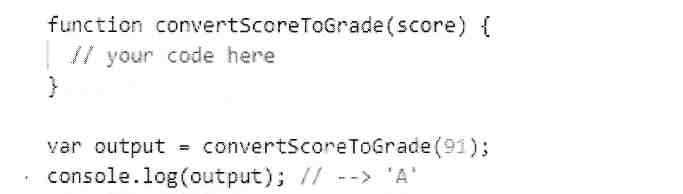 function convertScoreToGrade(score) {
// your code here
}
var output = convertScoreToGrade(91);
console.log(output); // --> 'A'